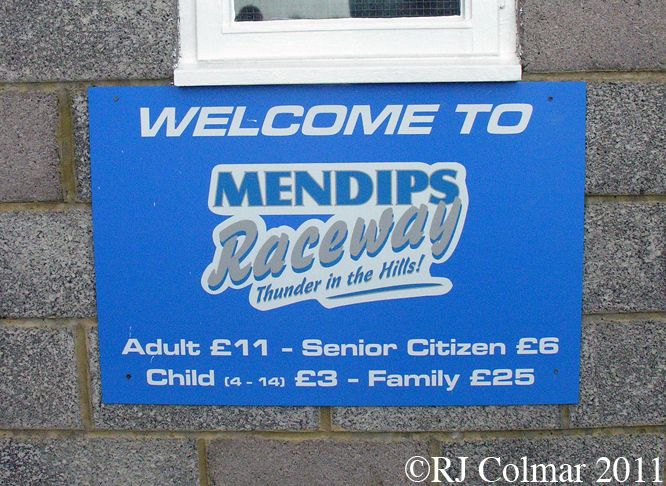 WELCOME TO
MENDIPS
Raceway
Thunder in the Hills!
Adult £11 - Senior Citizen £6
Child (4 - 14) £3 - Family £25
©RJ Colmar 2011